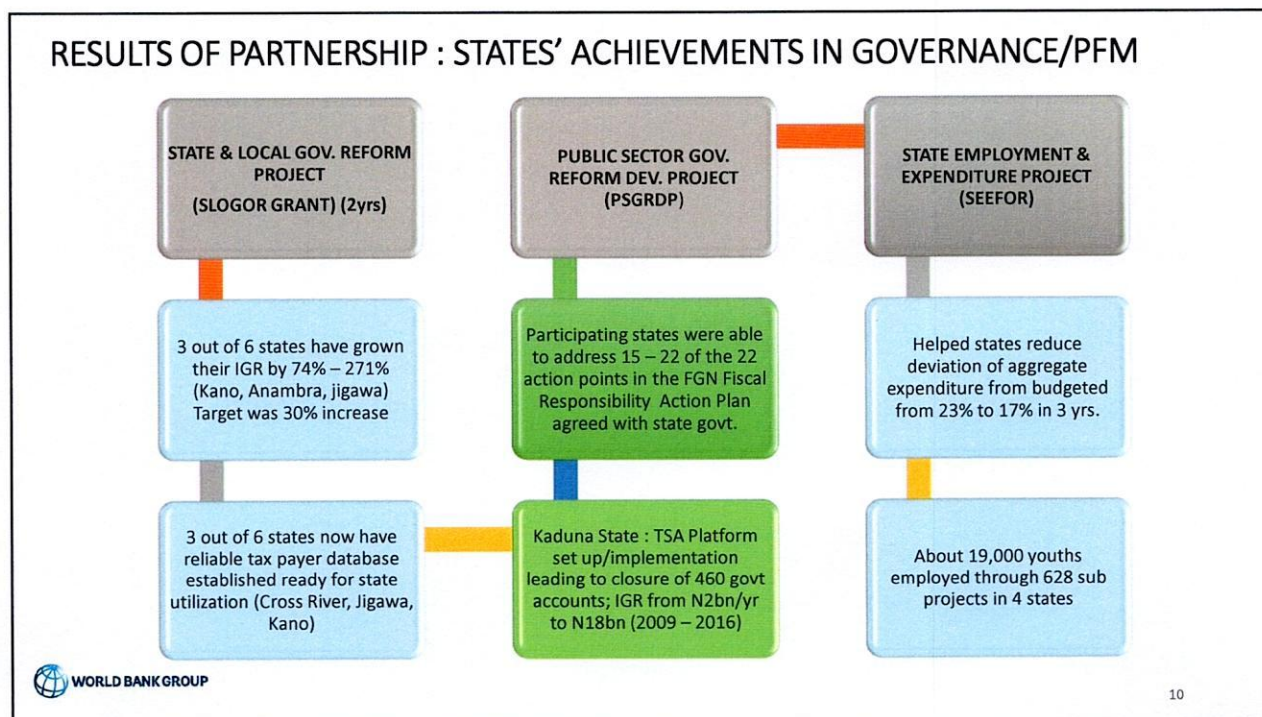 RESULTS OF PARTNERSHIP : STATES' ACHIEVEMENTS IN GOVERNANCE/PFM
STATE & LOCAL GOV. REFORM
PROJECT
(SLOGOR GRANT) (2yrs)
3 out of 6 states have grown
their IGR by 74% – 271%
(Kano, Anambra, jigawa)
Target was 30% increase
3 out of 6 states now have
reliable tax payer database
established ready for state
utilization (Cross River, Jigawa,
Kano)
PUBLIC SECTOR GOV.
REFORM DEV. PROJECT
(PSGRDP)
Participating states were able
to address 15 – 22 of the 22
action points in the FGN Fiscal
Responsibility Action Plan
agreed with state govt.
Kaduna State : TSA Platform
set up/implementation
leading to closure of 460 govt
accounts; IGR from N2bn/yr
to N18bn (2009 – 2016)
STATE EMPLOYMENT &
EXPENDITURE PROJECT
(SEEFOR)
Helped states reduce
deviation of aggregate
expenditure from budgeted
from 23% to 17% in 3 yrs.
About 19,000 youths
employed through 628 sub
projects in 4 states
WORLD BANK GROUP
10